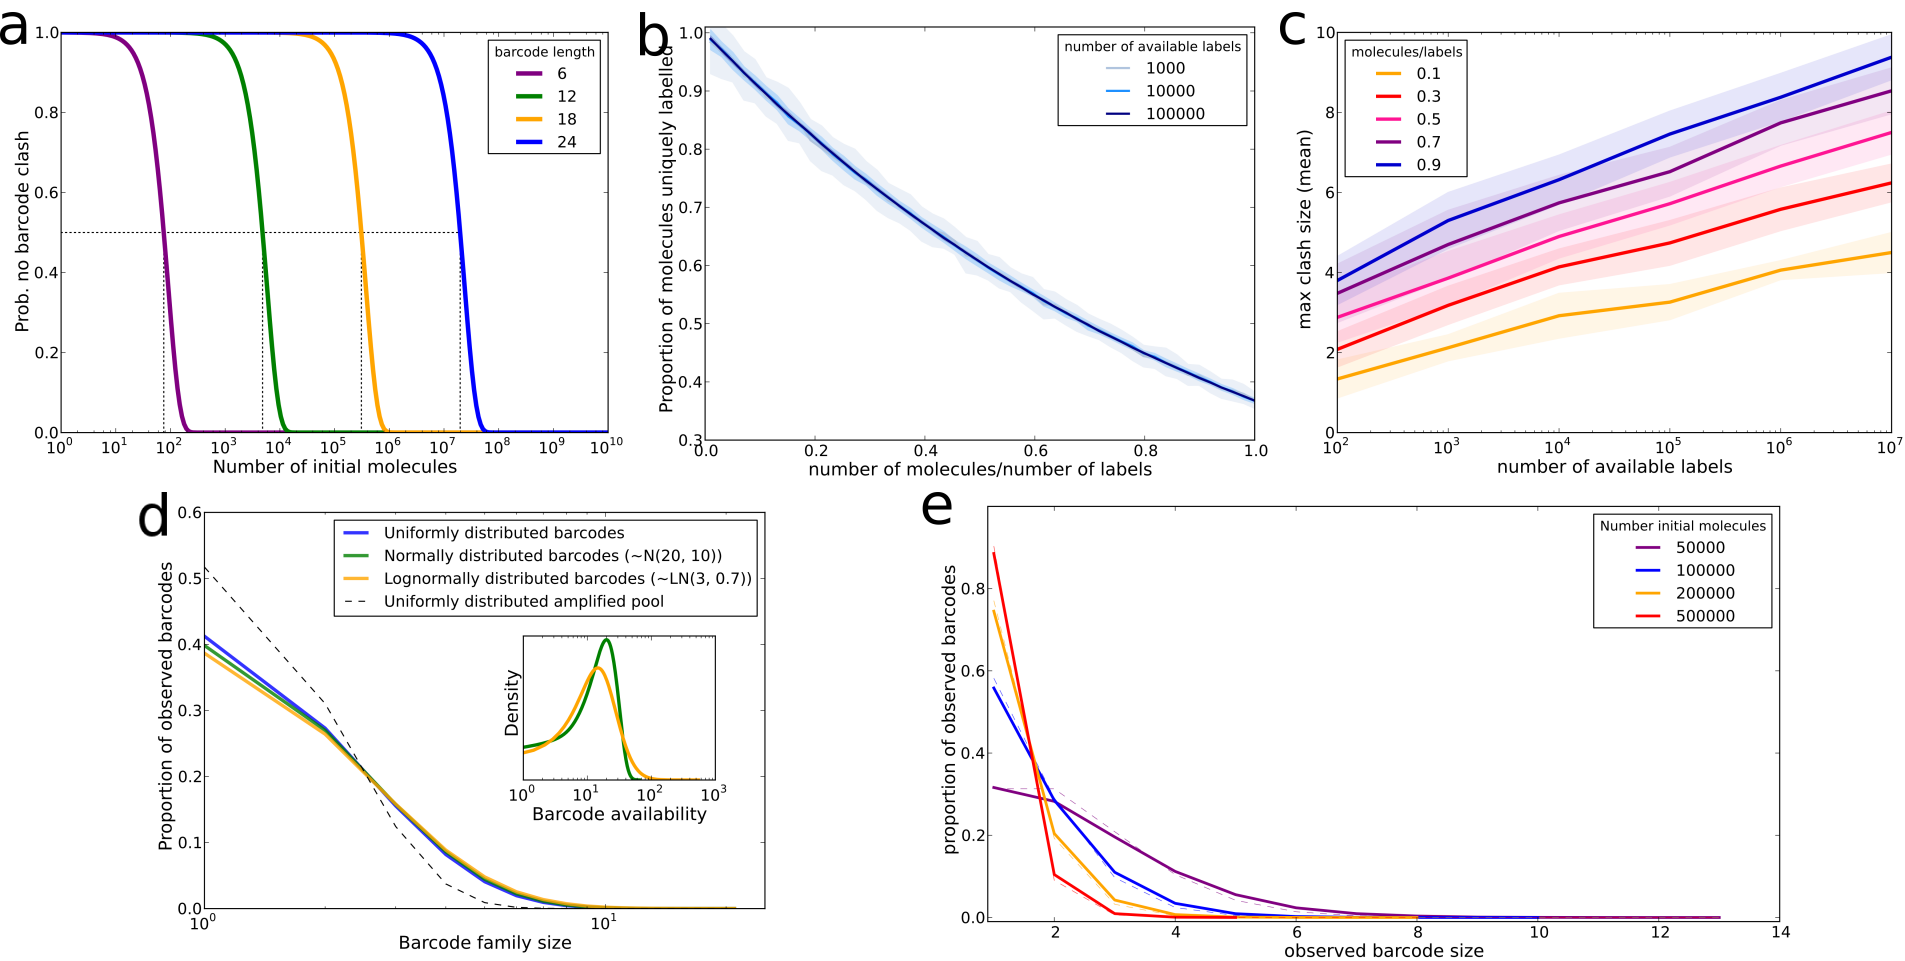 a
Prob. no barcode clash
1.0
0.8
0.6
0.4
0.2
0.0
barcode length
6
12
18
24
10^0 10^1 10^2 10^3 10^4 10^5 10^6 10^7 10^8 10^9 10^10
Number of initial molecules
b
Proportion of molecules uniquely labelled
1.0
0.9
0.8
0.7
0.6
0.5
0.4
0.3
number of available labels
1000
10000
100000
0.0 0.2 0.4 0.6 0.8 1.0
number of molecules/number of labels
c
max clash size (mean)
10
8
6
4
2
0
molecules/labels
0.1
0.3
0.5
0.7
0.9
10^2 10^3 10^4 10^5 10^6 10^7
number of available labels
d
Proportion of observed barcodes
0.6
0.5
0.4
0.3
0.2
0.1
0.0
Uniformly distributed barcodes
Normally distributed barcodes (~N(20, 10))
Lognormally distributed barcodes (~LN(3, 0.7))
Uniformly distributed amplified pool
Density
10^0 10^1 10^2 10^3
Barcode availability
10^0 10^1
Barcode family size
e
proportion of observed barcodes
0.8
0.6
0.4
0.2
0.0
Number initial molecules
50000
100000
200000
500000
2 4 6 8 10 12 14
observed barcode size